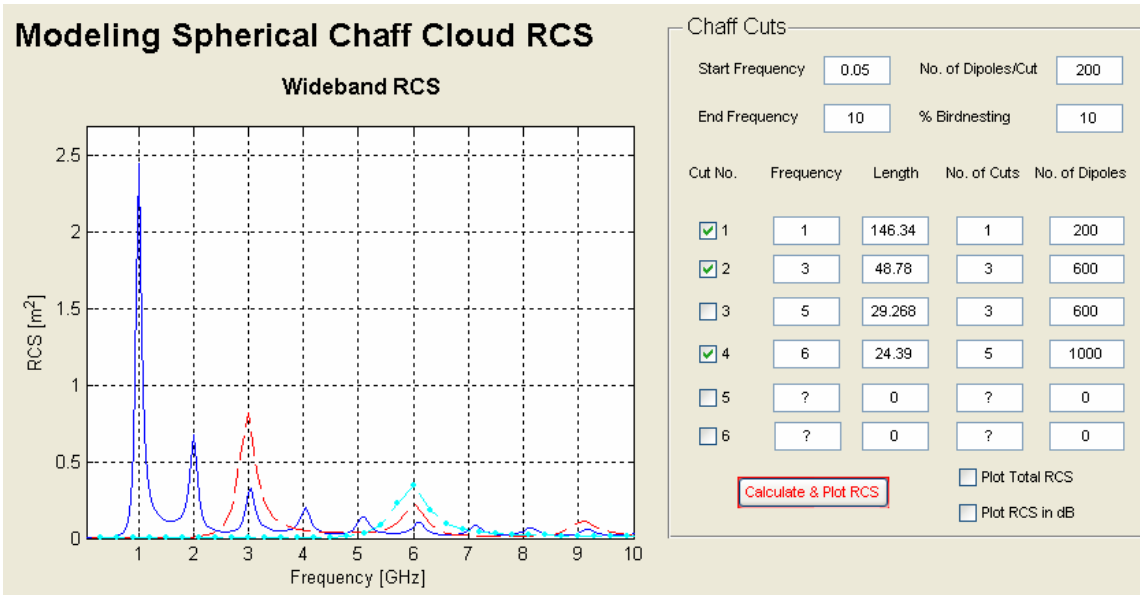 Modeling Spherical Chaff Cloud RCS
Wideband RCS
RCS [m²]
2.5
2
1.5
1
0.5
0
1 2 3 4 5 6 7 8 9 10
Frequency [GHz]
Chaff Cuts
Start Frequency 0.05 No. of Dipoles/Cut 200
End Frequency 10 % Birdnesting 10
Cut No. Frequency Length No. of Cuts No. of Dipoles
1 1 146.34 1 200
2 3 48.78 3 600
3 5 29.268 3 600
4 6 24.39 5 1000
5 ? 0 ? 0
6 ? 0 ? 0
Calculate & Plot RCS
Plot Total RCS
Plot RCS in dB